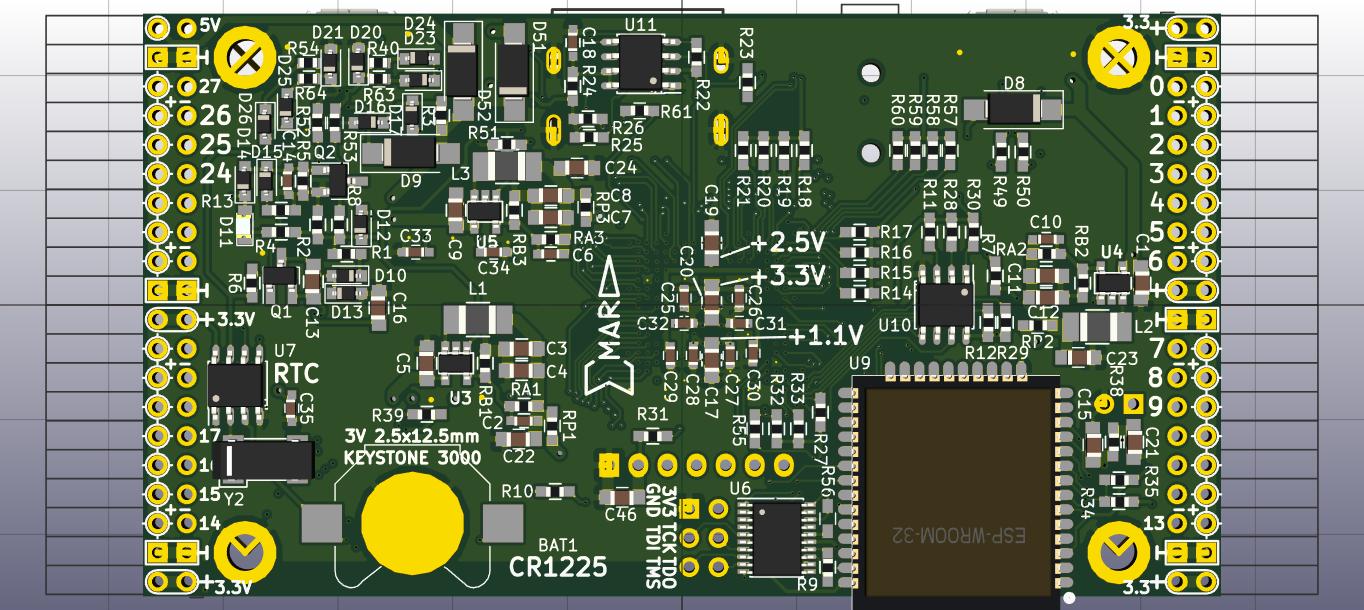 5V
27
26
25
24
17
15
14
+3.3V
+
3.3V
3.3
+
0
1
2
3
4
5
6
+
7
8
9
13
3.3
+
D24
D23
D21 D20
R54
R40
R64
R63
D25
D26
D16
R3
D14
D15
C14
R52
R5
Q2
R53
R8
R13
D11
R4
R2
R6
Q1
C13
D12
R1
D10
D13
C16
C33
D9
D51
D52
R51
L3
C9
U5
C34
RB3
C24
C8
C7
RP3
RA3
C6
C18
R24
U11
R22
R23
R61
R26
R25
R21
R20
R19
R18
C19
+2.5V
+3.3V
+1.1V
C20
C25
C26
C32
C31
C29
C28
C17
C27
C30
MAR
L1
C5
U3
RB1
C3
C4
RA1
C2
C22
RP1
R39
R31
R55
R32
R33
R27
R56
U7
RTC
C35
Y2
3V 2.5x12.5mm
KEYSTONE 3000
BAT1
CR1225
R10
C46
GND TDI TMS
3V3 TCK TDO
U6
R9
U9
ESP-WROOM-32
R60
R59
R58
R57
D8
R49
R50
R11
R28
R30
R17
R16
R15
R14
U10
R7
RA2
C10
C11
C12
RB2
U4
C1
L2
R12
R29
RP2
C23
R38
C15
C21
R35
R34